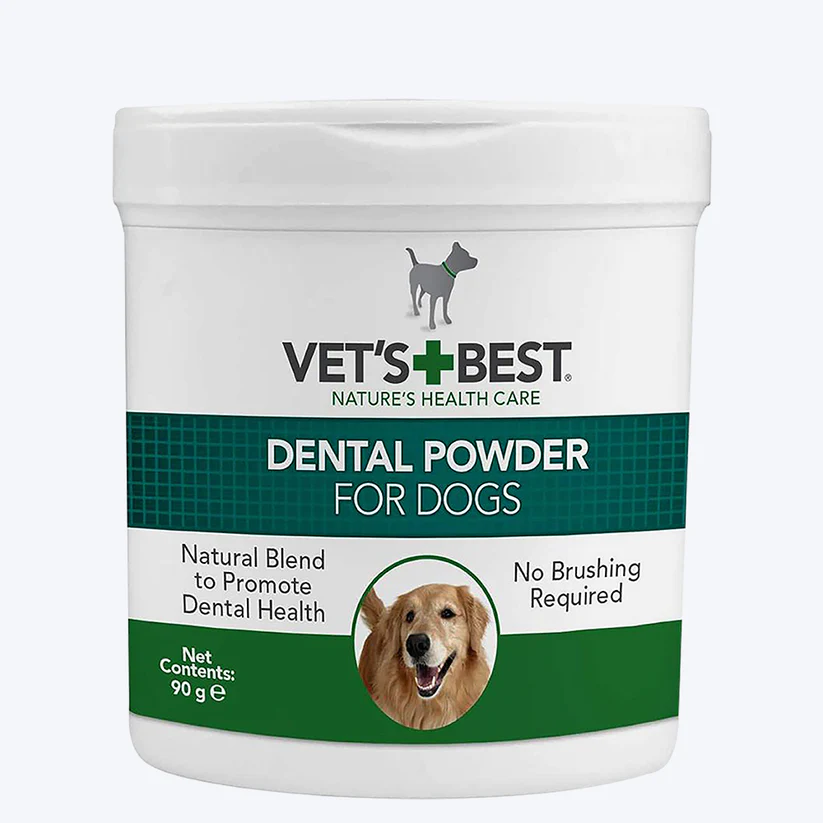 VET'S+BEST®
NATURE'S HEALTH CARE
DENTAL POWDER
FOR DOGS
Natural Blend
to Promote
Dental Health
No Brushing
Required
Net
Contents:
90 g ℮